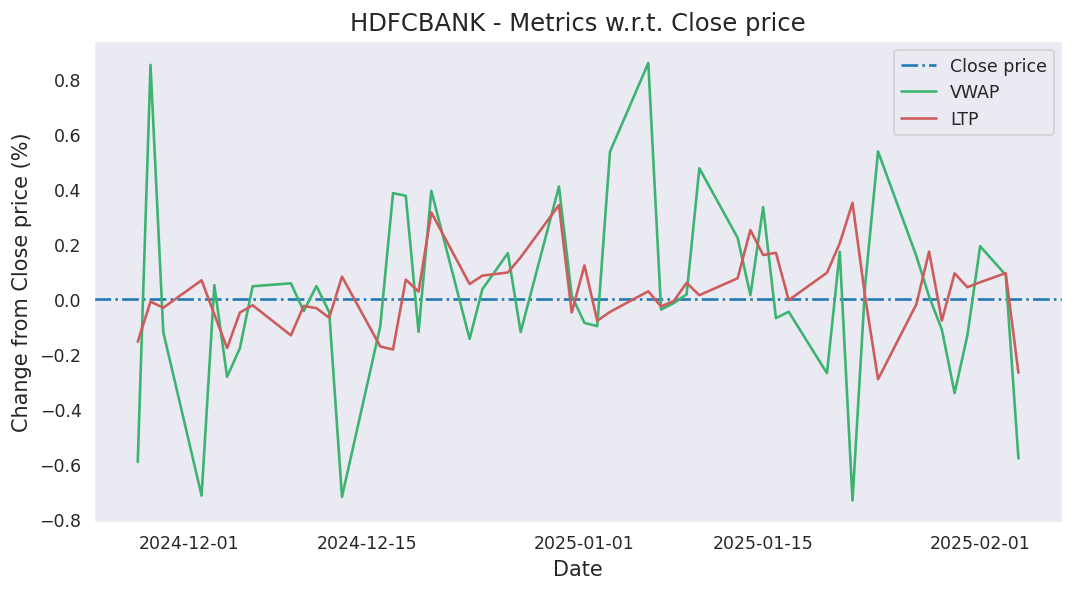 HDFCBANK - Metrics w.r.t. Close price
Close price
VWAP
LTP
Change from Close price (%)
0.8
0.6
0.4
0.2
0.0
−0.2
−0.4
−0.6
−0.8
2024-12-01
2024-12-15
2025-01-01
2025-01-15
2025-02-01
Date